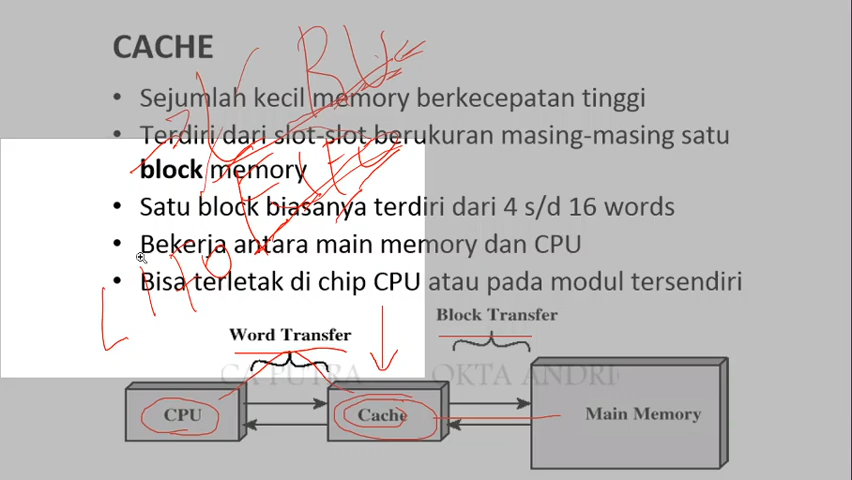 CACHE
• Sejumlah kecil memory berkecepatan tinggi
• Terdiri dari slot-slot berukuran masing-masing satu
block memory
• Satu block biasanya terdiri dari 4 s/d 16 words
• Bekerja antara main memory dan CPU
• Bisa terletak di chip CPU atau pada modul tersendiri
Block Transfer
Word Transfer
OKTA ANDRI
CPU
Cache
Main Memory